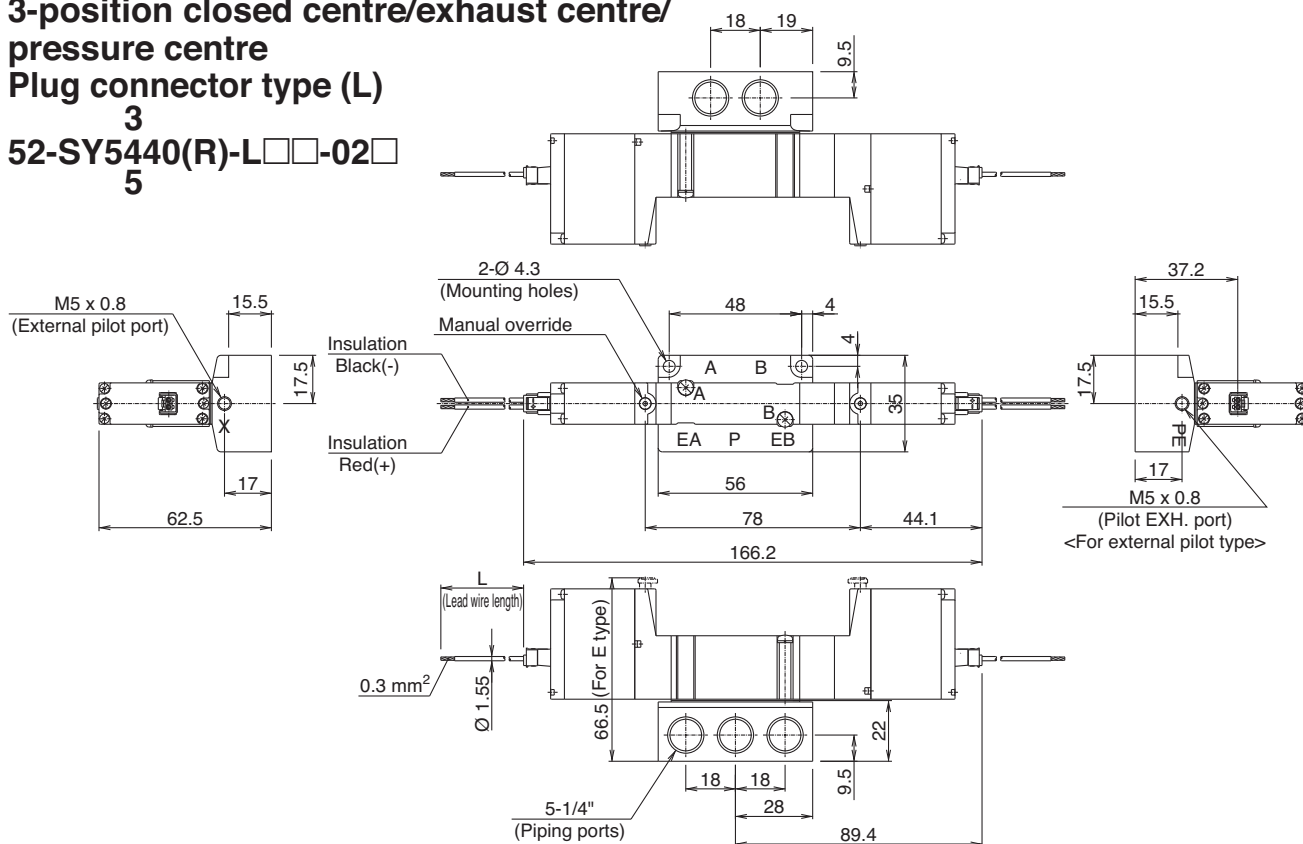 3-position closed centre/exhaust centre/
pressure centre
Plug connector type (L)
3
52-SY5440(R)-L□□-02□
5
18
19
9.5
2-Ø 4.3
(Mounting holes)
48
4
4
Manual override
M5 x 0.8
(External pilot port)
15.5
17.5
X
17
62.5
Insulation
Black(-)
Insulation
Red(+)
A B
A
B
EA P EB
35
56
78
44.1
166.2
37.2
15.5
17.5
PE
17
M5 x 0.8
(Pilot EXH. port)
<For external pilot type>
L
(Lead wire length)
0.3 mm²
Ø 1.55
66.5 (For E type)
22
9.5
18
18
28
5-1/4"
(Piping ports)
89.4